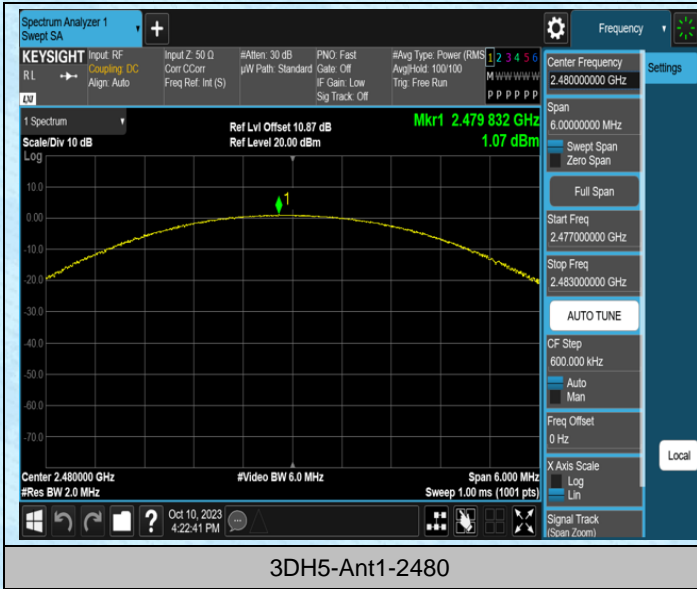 Spectrum Analyzer 1
Swept SA
+
Frequency
KEYSIGHT
RL
LXI
Input: RF
Coupling: DC
Align: Auto
Input Z: 50 Ω
Corr CCorr
Freq Ref: Int (S)
#Atten: 30 dB
µW Path: Standard
PNO: Fast
Gate: Off
IF Gain: Low
Sig Track: Off
#Avg Type: Power (RMS
Avg|Hold: 100/100
Trig: Free Run
1 2 3 4 5 6
M W W W W W
P P P P P P
1 Spectrum
Scale/Div 10 dB
Log
Ref Lvl Offset 10.87 dB
Ref Level 20.00 dBm
Mkr1 2.479 832 GHz
1.07 dBm
1
10.0
0.00
-10.0
-20.0
-30.0
-40.0
-50.0
-60.0
-70.0
Center 2.480000 GHz
#Res BW 2.0 MHz
#Video BW 6.0 MHz
Span 6.000 MHz
Sweep 1.00 ms (1001 pts)
Oct 10, 2023
4:22:41 PM
?
Center Frequency
2.480000000 GHz
Span
6.00000000 MHz
Swept Span
Zero Span
Full Span
Start Freq
2.477000000 GHz
Stop Freq
2.483000000 GHz
AUTO TUNE
CF Step
600.000 kHz
Auto
Man
Freq Offset
0 Hz
X Axis Scale
Log
Lin
Signal Track
(Span Zoom)
Settings
Local
3DH5-Ant1-2480